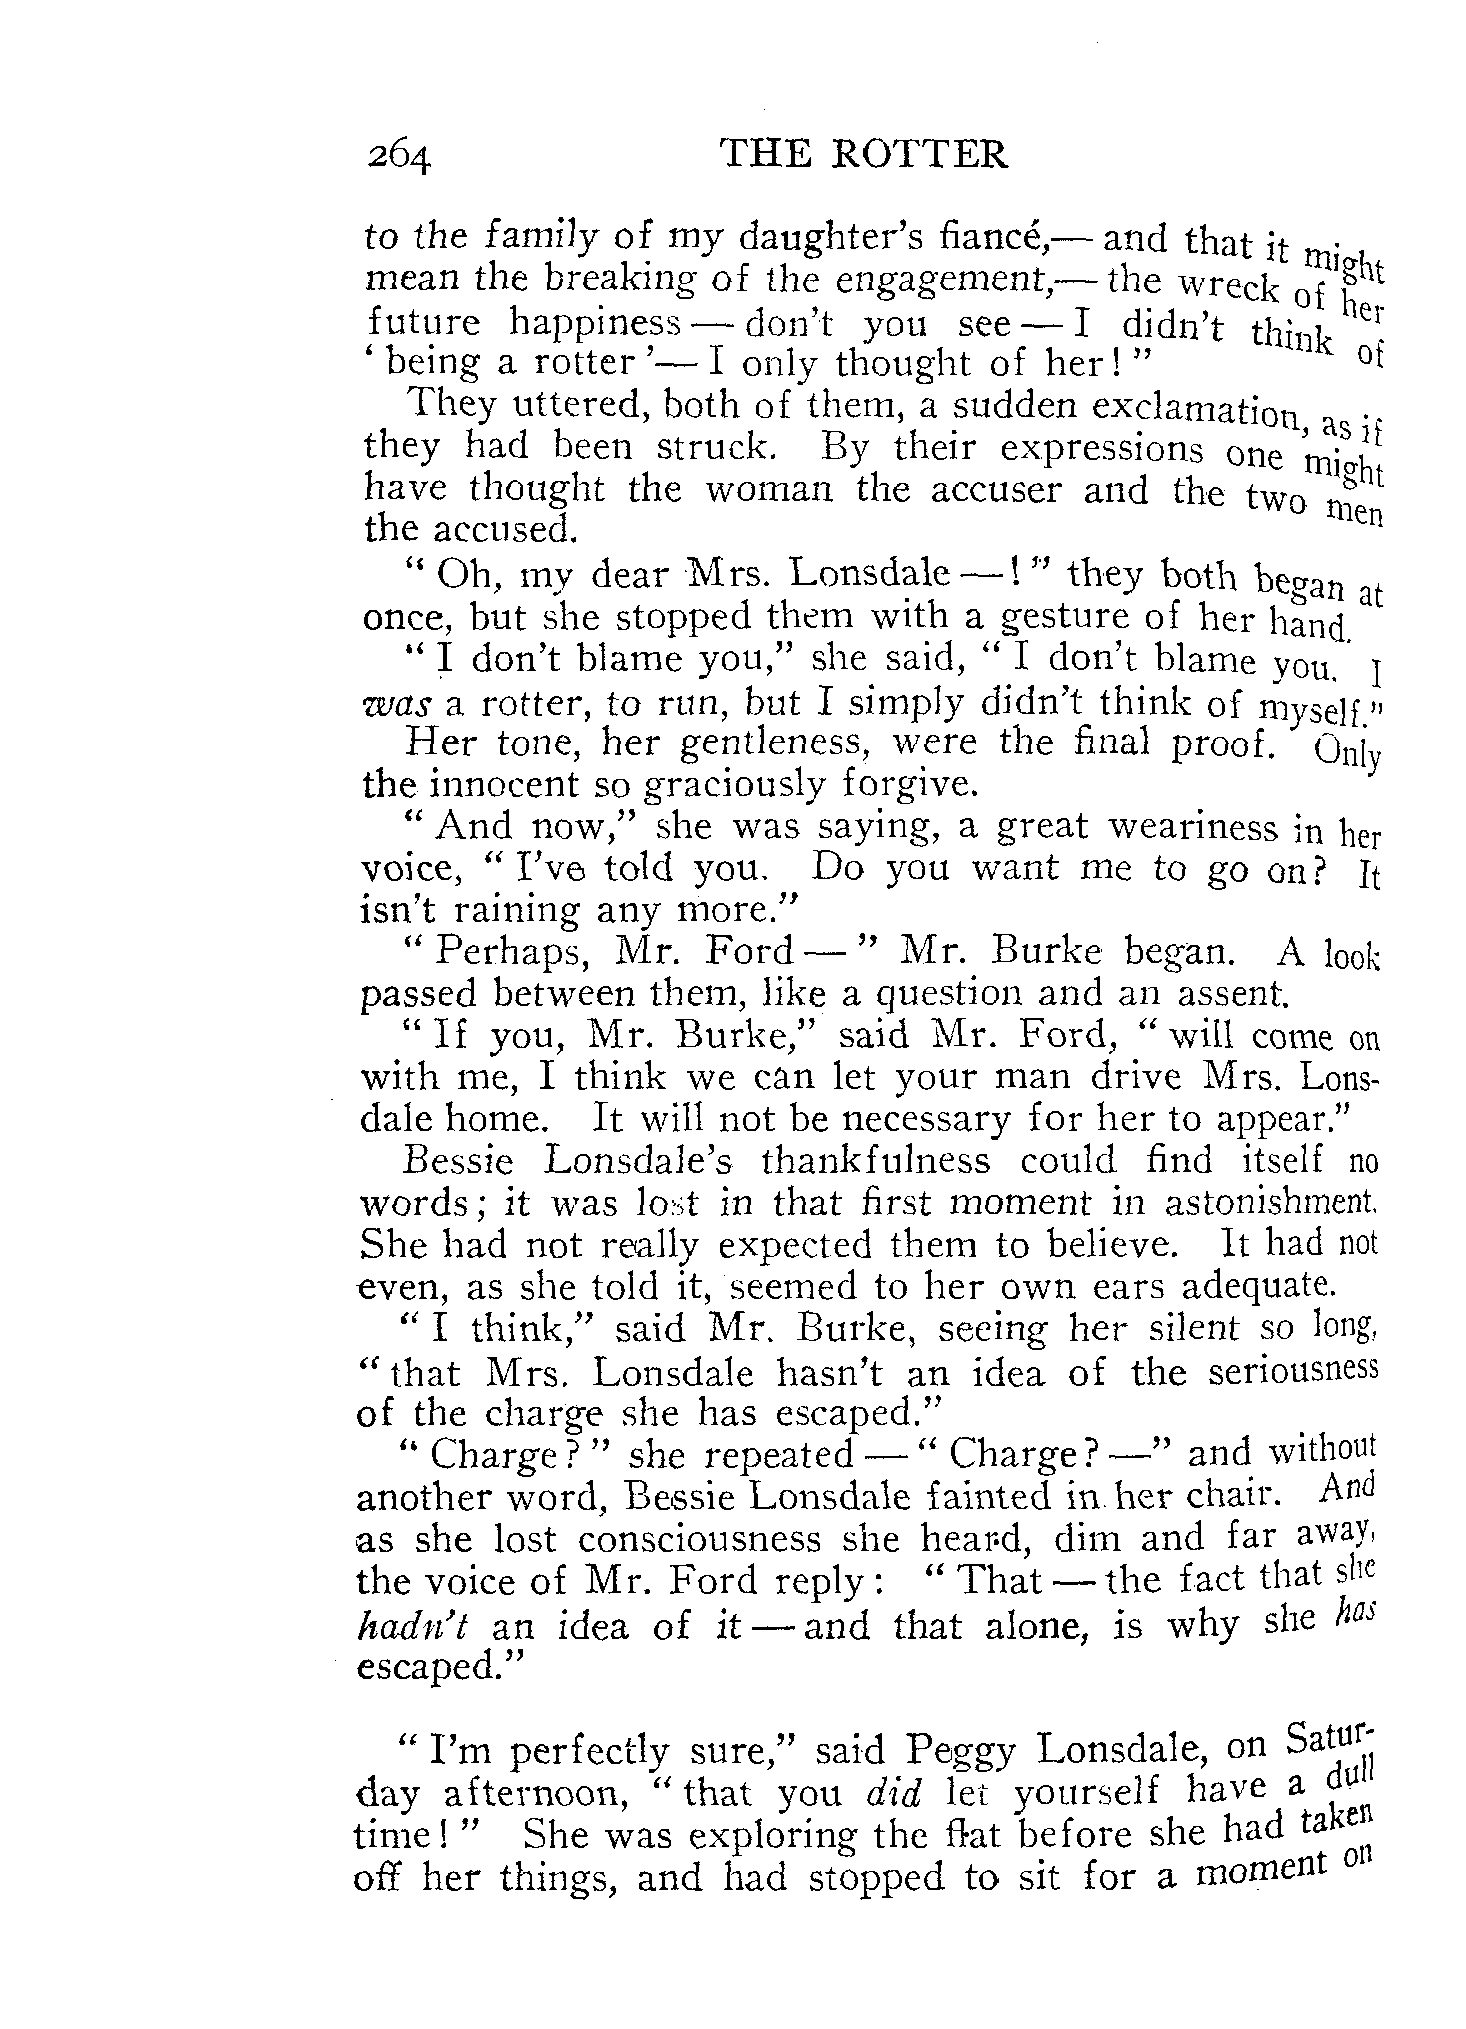 264 THE ROTTER
to the family of my daughter's fiancé,— and that it might
mean the breaking of the engagement,— the wreck of her
future happiness — don't you see — I didn't think of
' being a rotter '— I only thought of her! "
They uttered, both of them, a sudden exclamation, as if
they had been struck. By their expressions one might
have thought the woman the accuser and the two men
the accused.
" Oh, my dear Mrs. Lonsdale —! " they both began at
once, but she stopped them with a gesture of her hand.
" I don't blame you," she said, " I don't blame you. I
was a rotter, to run, but I simply didn't think of myself."
Her tone, her gentleness, were the final proof. Only
the innocent so graciously forgive.
" And now," she was saying, a great weariness in her
voice, " I've told you. Do you want me to go on? It
isn't raining any more."
" Perhaps, Mr. Ford — " Mr. Burke began. A look
passed between them, like a question and an assent.
" If you, Mr. Burke," said Mr. Ford, " will come on
with me, I think we can let your man drive Mrs. Lons-
dale home. It will not be necessary for her to appear."
Bessie Lonsdale's thankfulness could find itself no
words; it was lost in that first moment in astonishment.
She had not really expected them to believe. It had not
even, as she told it, seemed to her own ears adequate.
" I think," said Mr. Burke, seeing her silent so long,
" that Mrs. Lonsdale hasn't an idea of the seriousness
of the charge she has escaped."
" Charge? " she repeated — " Charge? —" and without
another word, Bessie Lonsdale fainted in her chair. And
as she lost consciousness she heard, dim and far away,
the voice of Mr. Ford reply: " That — the fact that she
hadn't an idea of it — and that alone, is why she has
escaped."
" I'm perfectly sure," said Peggy Lonsdale, on Satur-
day afternoon, " that you did let yourself have a dull
time! " She was exploring the flat before she had taken
off her things, and had stopped to sit for a moment on